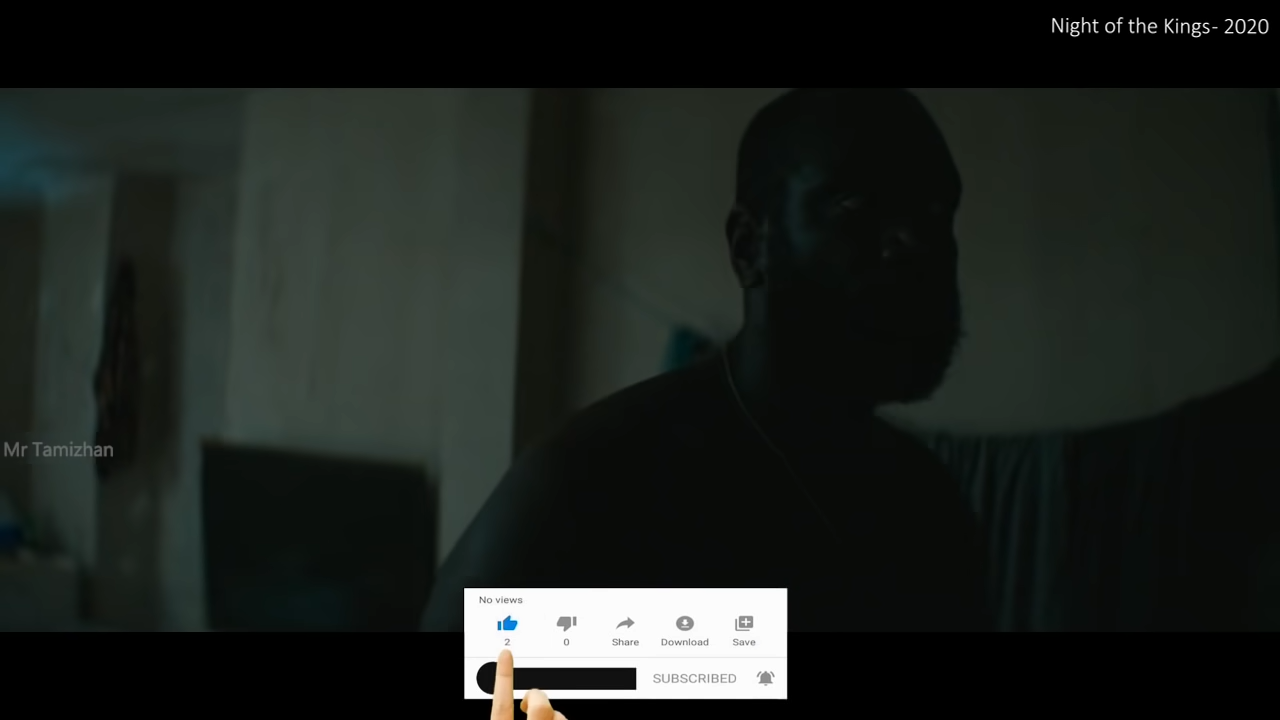 Night of the Kings- 2020
Mr Tamizhan
No views
2 0 Share Download Save
SUBSCRIBED